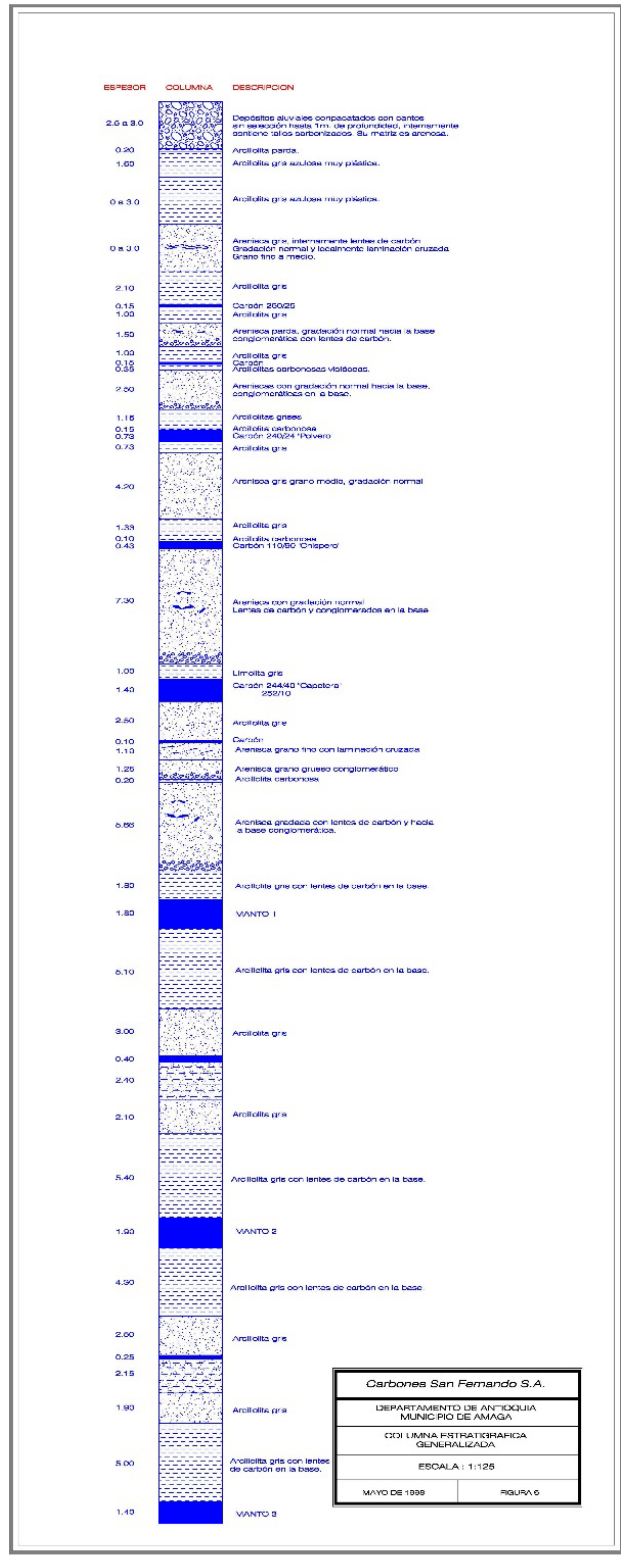 ESPESOR COLUMNA DESCRIPCION
2.5 a 3.0 Depósitos aluviales conpacatados con cantos
sin selección hasta 1m. de profundidad, internamente
contiene tallos carbonizados. Su matriz es arenosa.
0.20 Arcillolita parda.
1.60 Arcillolita gris azulosa muy plástica.
0 a 3.0 Arcillolita gris azulosa muy plástica.
0 a 3.0 Arenisca gris, internamente lentes de carbón
Gradación normal y localmente laminación cruzada
Grano fino a medio.
2.10 Arcillolita gris
0.15 Carbón 260/25
1.00 Arcillolita gris
1.50 Arenisca parda, gradación normal hacia la base
conglomerática con lentes de carbón.
1.00 Arcillolita gris
0.15 Carbón
0.35 Arcillolitas carbonosas violáceas.
2.50 Areniscas con gradación normal hacia la base,
conglomeráticas en la base.
1.15 Arcillolitas grises
0.15 Arcillolita carbonosa
0.73 Carbón 240/24 "Polvero
0.73 Arcillolita gris
4.20 Arenisca gris grano medio, gradación normal
1.33 Arcillolita gris
0.10 Arcillolita carbonosa
0.43 Carbón 110/90 "Chispero"
7.30 Arenisca con gradación normal
Lentes de carbón y conglomerados en la base
1.00 Limolita gris
1.40 Carbón 244/40 "Capotera"
252/10
2.50 Arcillolita gris
0.10 Carbón
1.10 Arenisca grano fino con laminación cruzada
1.25 Arenisca grano grueso conglomerático
0.20 Arcillolita carbonosa
5.66 Arenisca gradada con lentes de carbón y hacia
a base conglomerática.
1.80 Arcillolita gris con lentes de carbón en la base.
1.80 MANTO 1
5.10 Arcillolita gris con lentes de carbón en la base.
3.00 Arcillolita gris
0.40
2.40
2.10 Arcillolita gris
5.40 Arcillolita gris con lentes de carbón en la base.
1.90 MANTO 2
4.30 Arcillolita gris con lentes de carbón en la base.
2.60 Arcillolita gris
0.25
2.15
1.90 Arcillolita gris
5.00 Arcillolita gris con lentes
de carbón en la base.
1.40 MANTO 3
Carbones San Fernando S.A.
DEPARTAMENTO DE ANTIOQUIA
MUNICIPIO DE AMAGA
COLUMNA ESTRATIGRAFICA
GENERALIZADA
ESCALA : 1:125
MAYO DE FIGURA 6